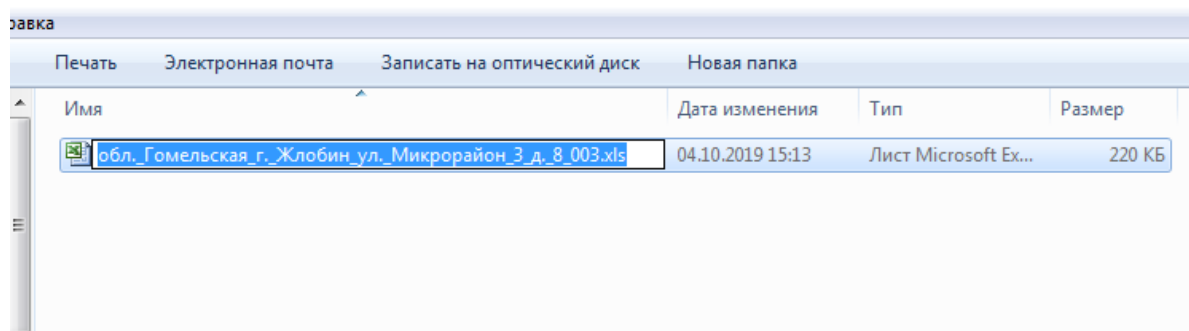 равка
Печать Электронная почта Записать на оптический диск Новая папка
Имя Дата изменения Тип Размер
обл._Гомельская_г._Жлобин_ул._Микрорайон_3_д._8_003.xls 04.10.2019 15:13 Лист Microsoft Ex... 220 КБ